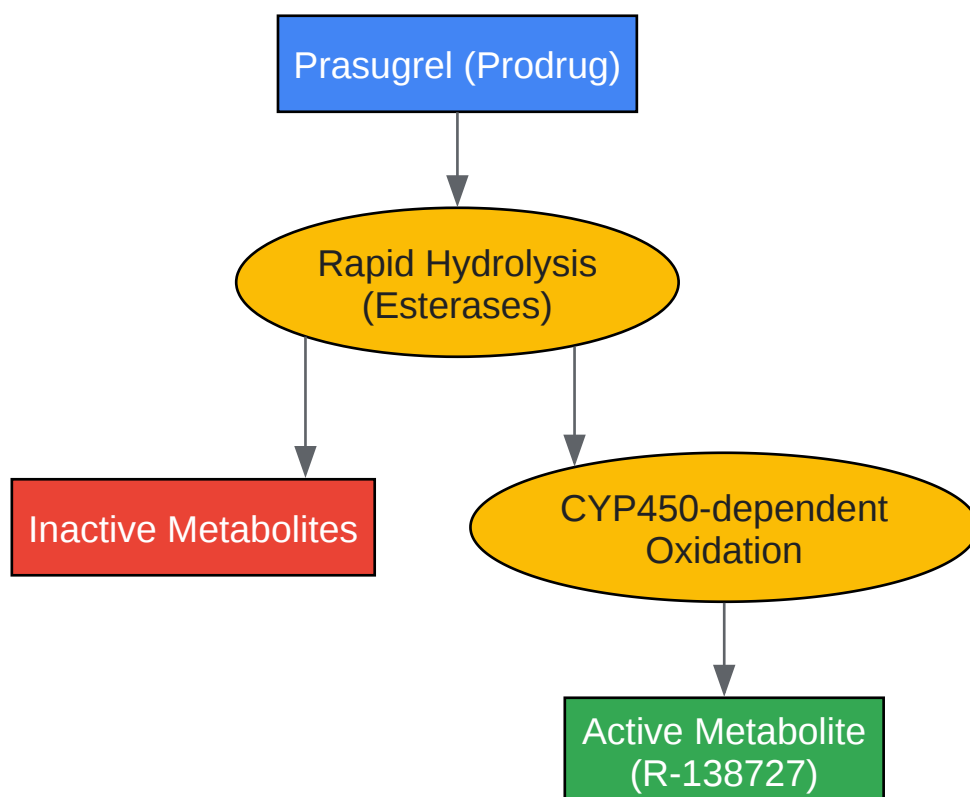 Prasugrel (Prodrug)
Rapid Hydrolysis
(Esterases)
Inactive Metabolites
CYP450-dependent
Oxidation
Active Metabolite
(R-138727)